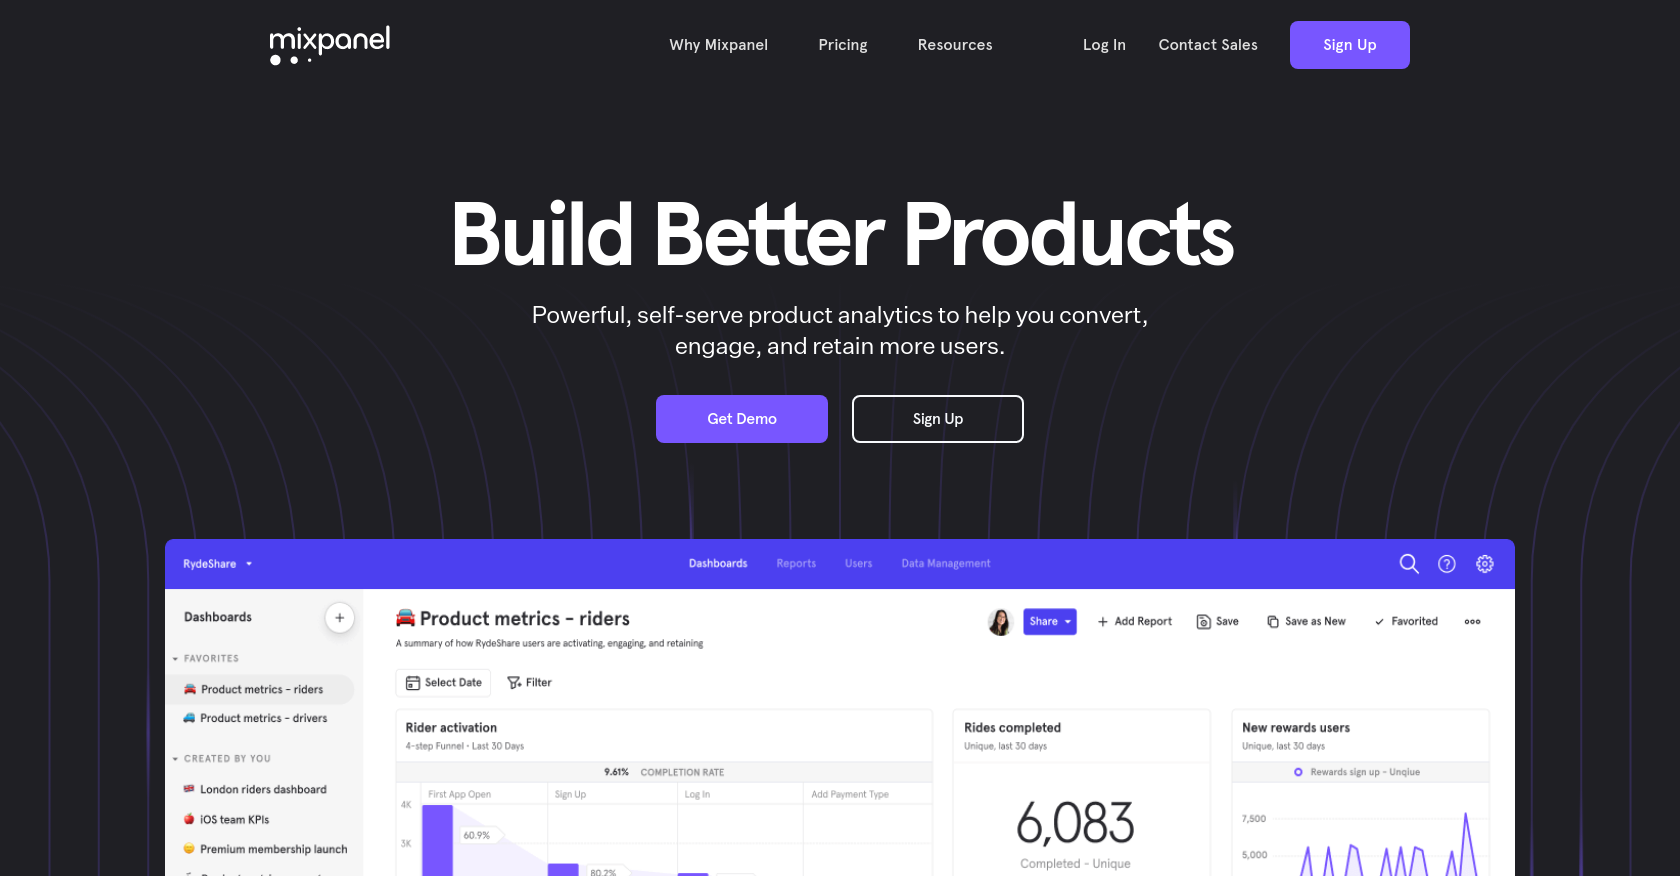 mixpanel
Why Mixpanel
Pricing
Resources
Log In
Contact Sales
Sign Up
Build Better Products
Powerful, self-serve product analytics to help you convert,
engage, and retain more users.
Get Demo
Sign Up
RydeShare
Dashboards
Reports
Users
Data Management
Dashboards
FAVORITES
Product metrics - riders
Product metrics - drivers
CREATED BY YOU
London riders dashboard
iOS team KPIs
Premium membership launch
Product metrics - riders
A summary of how RydeShare users are activating, engaging, and retaining
Share
Add Report
Save
Save as New
Favorited
Select Date
Filter
Rider activation
4-step Funnel • Last 30 Days
9.61% COMPLETION RATE
First App Open
Sign Up
Log In
Add Payment Type
4K
60.9%
3K
80.2%
Rides completed
Unique, last 30 days
6,083
Completed - Unique
New rewards users
Unique, last 30 days
Rewards sign up - Unqiue
7,500
5,000